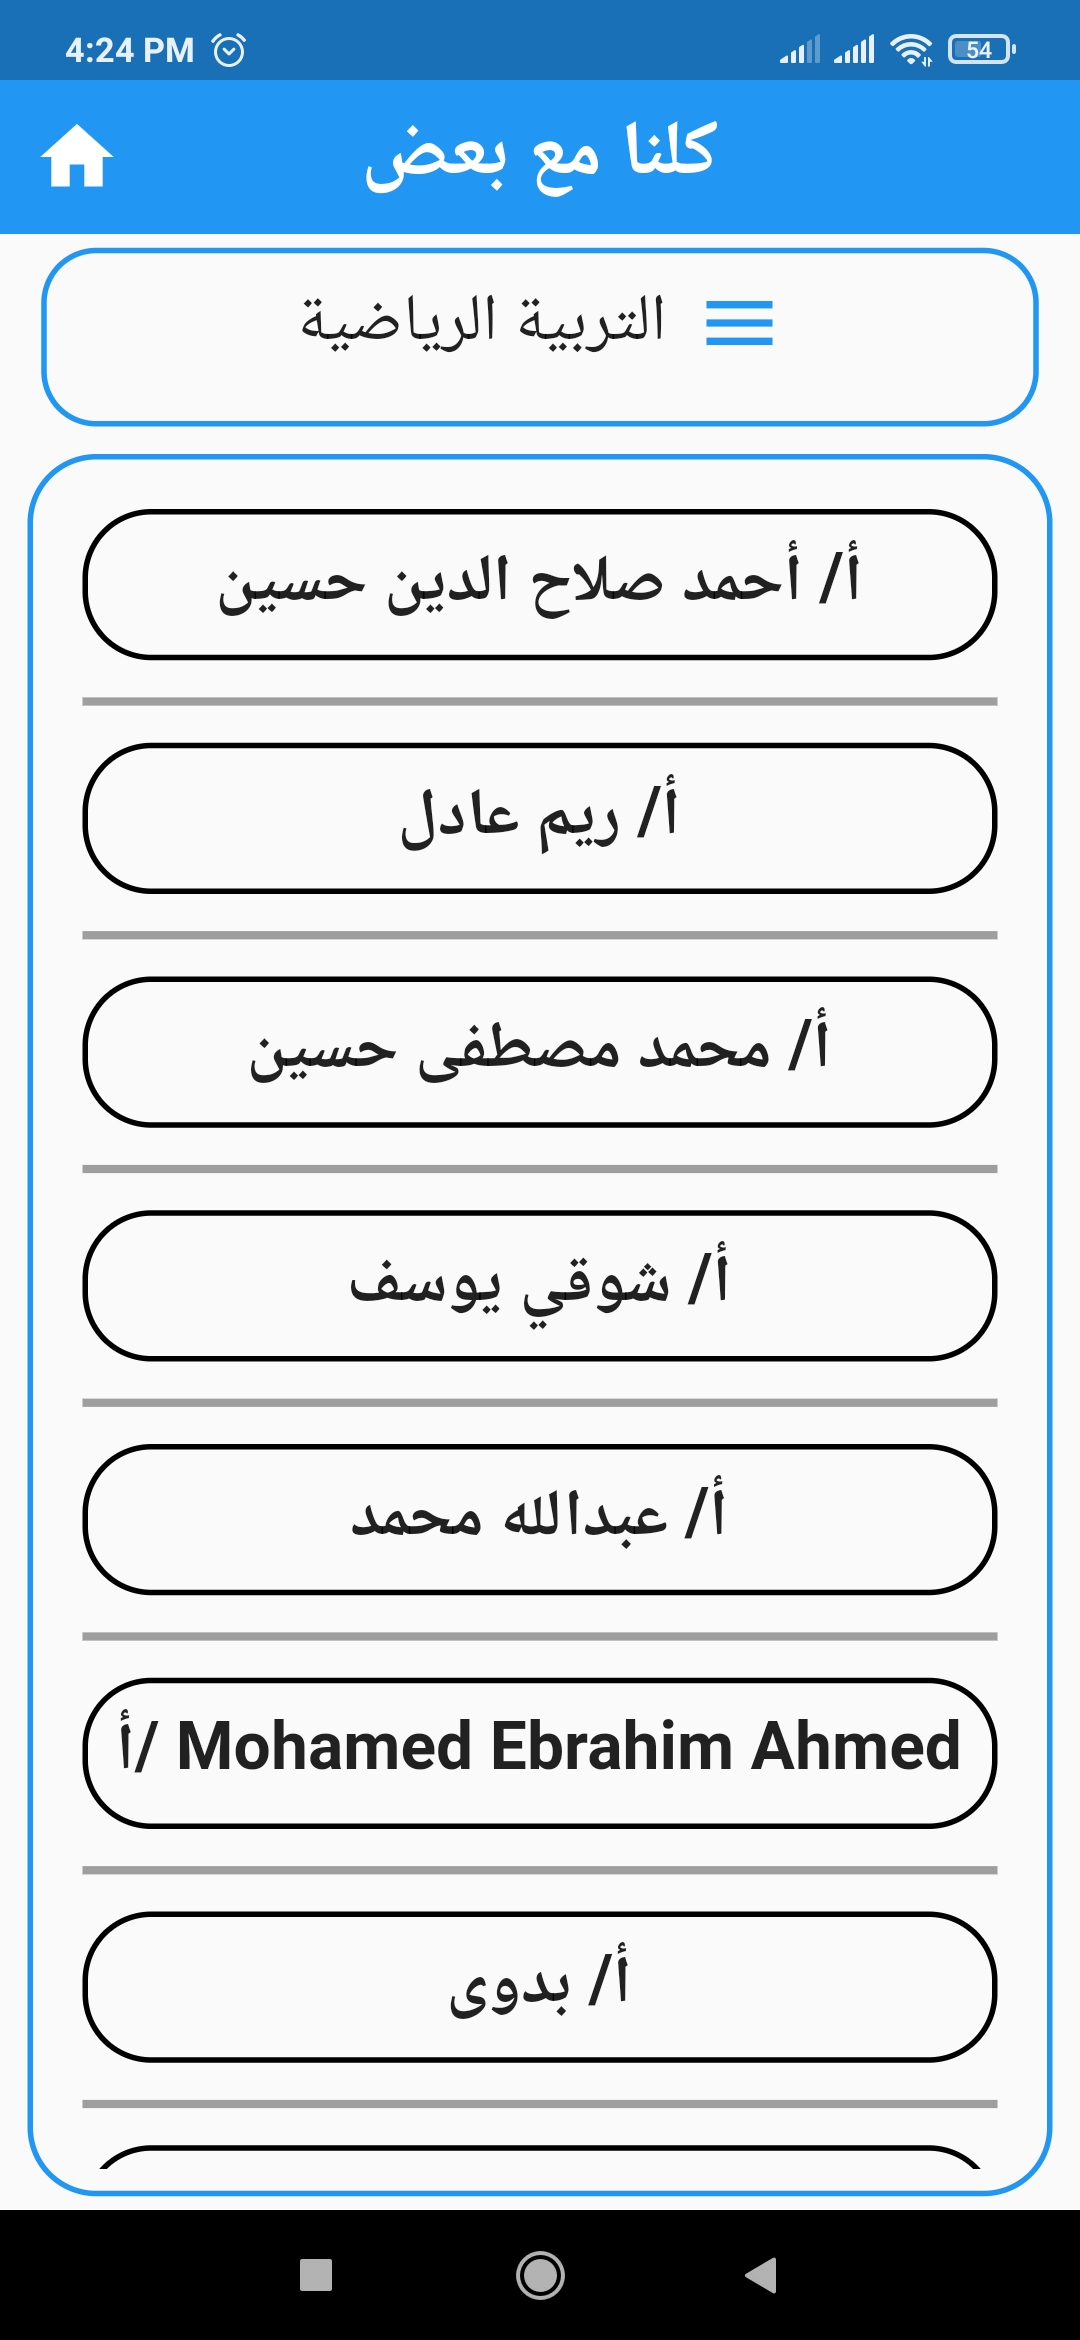 4:24 PM
54
كلنا مع بعض
التربية الرياضية
أ/ أحمد صلاح الدين حسين
أ/ ريم عادل
أ/ محمد مصطفى حسين
أ/ شوقي يوسف
أ/ عبدالله محمد
أ/ Mohamed Ebrahim Ahmed
أ/ بدوى